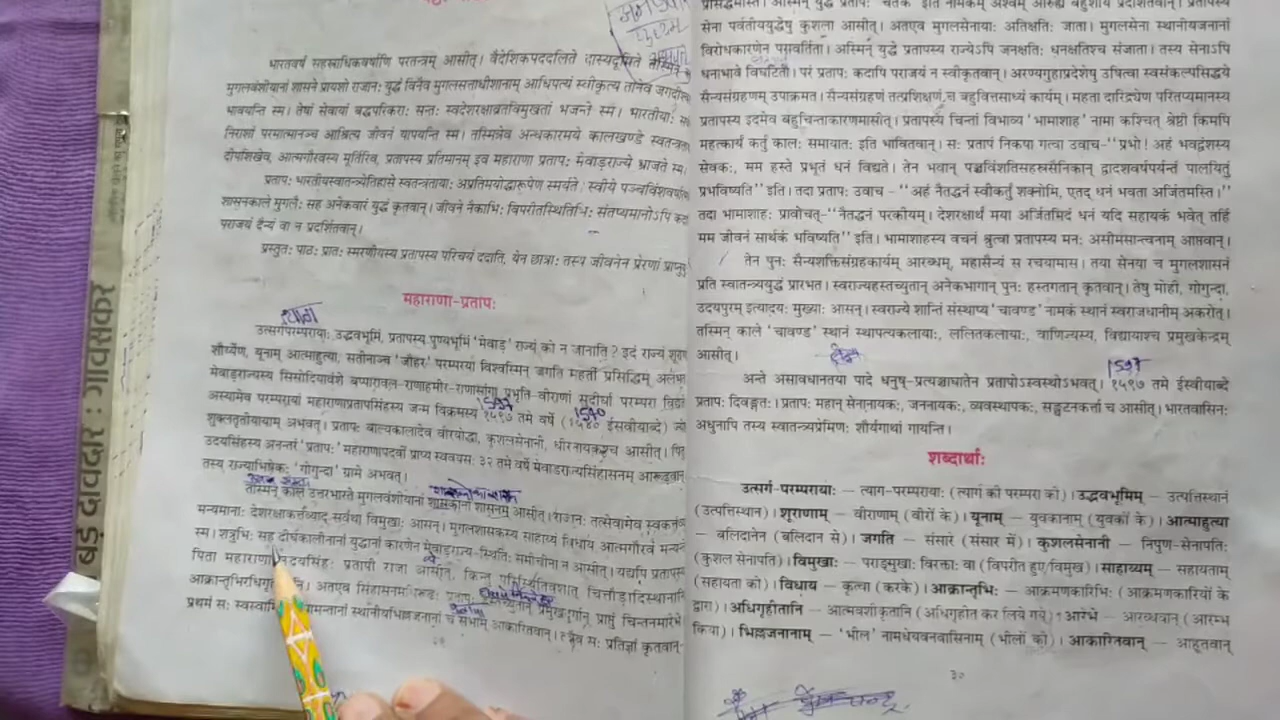 भारतवर्षं सहस्राधिकवर्षाणि परतन्त्रम् आसीत्। वैदेशिकपददलिते
मुगलवंशीयानां शासने प्रायशो राजानः युद्धं विनैव मुगलसत्ताधीशानाम् आधिपत्यं स्वीकृत्य तानेव
भावयन्ति स्म। तेषां सेवायां बद्धपरिकराः सन्तः स्वदेशरक्षाव्रतविमुखतां भजन्ते स्म। भारतीयाः
निराशां परमात्मानञ्च आश्रित्य जीवनं यापयन्ति स्म। तस्मिन्नेव अन्धकारमये कालखण्डे
दीपशिखेव, आत्मगौरवस्य मूर्तिरिव, प्रतापस्य प्रतिमानम् इव महाराणा प्रतापः मेवाड़राज्ये भ्राजते स्म।
प्रतापः भारतीयस्वातन्त्र्येतिहासे स्वतन्त्रतायाः अप्रतिमयोद्धारूपेण स्मर्यते। स्वीये
शासनकाले मुगलैः सह अनेकवारं युद्धं कृतवान्। जीवने नैकाभिः विपरीतस्थितिभिः संतप्यमानोऽपि
पराजयं दैन्यं वा न प्रदर्शितवान्।
प्रस्तुतः पाठः प्रातः स्मरणीयस्य प्रतापस्य परिचयं ददाति, येन छात्राः तस्य जीवनेन प्रेरणां
महाराणा-प्रतापः
त्याग
उत्सर्गपरम्परायाः उद्भवभूमिं, प्रतापस्य पुण्यभूमिं 'मेवाड़' राज्यं को न जानाति? इदं राज्यं
शौर्येण, यूनाम् आत्माहुत्या, सतीनाञ्च 'जौहर' परम्परया विश्वस्मिन् जगति महतीं प्रसिद्धिम्
मेवाड़राज्यस्य सिसोदियावंशे बप्पारावल-राणाहमीर-राणासांगा प्रभृति-वीराणां सुदीर्घा परम्परा
अस्यामेव परम्परायां महाराणाप्रतापसिंहस्य जन्म विक्रमस्य १५९७ तमे वर्षे (१५४० ईसवीयाब्दे)
1597 1540
शुक्लतृतीयायाम् अभवत्। प्रतापः बाल्यकालादेव वीरयोद्धा, कुशलसेनानी, धीरनायकश्च आसीत्।
उदयसिंहस्य अनन्तरं 'प्रतापः' महाराणापदवीं प्राप्य स्ववयसः ३२ तमे वर्षे मेवाड़राज्यसिंहासनम्
तस्य राज्याभिषेकः 'गोगुन्दा' ग्रामे अभवत्।
तस्मिन् काले उत्तरभारते मुगलवंशीयानां शासकानां शासनम् आसीत्। राजानः तत्सेवामेव
मन्यमानाः देशरक्षाकर्त्तव्याद् सर्वथा विमुखाः आसन्। मुगलशासकस्य साहाय्यं विधाय आत्मगौरवं
स्म। शत्रुभिः सह दीर्घकालीनानां युद्धानां कारणेन मेवाड़राज्य-स्थितिः समीचीना न आसीत्। यद्यपि
पिता प्रतापी राजा आसीत्, किन्तु परिस्थितिवशात्
अतएव
प्रथमं सः आकारितवान्। सः प्रतिज्ञां कृतवान्-
२९
बड़े दावदार : गावसकर
प्रसिद्धमस्ति। अस्मिन् युद्धे प्रतापः 'चेतक' इति नामकम् अश्वम् आरुह्य बहुशौर्यं प्रदर्शितवान्। प्रतापस्य
सेना पर्वतीययुद्धेषु कुशला आसीत्। अतएव मुगलसेनायाः अतिक्षतिः जाता। मुगलसेना स्थानीयजनानां
विरोधकारणेन परावर्तिता। अस्मिन् युद्धे प्रतापस्य राज्येऽपि जनक्षतिः धनक्षतिश्च संजाता। तस्य सेनाऽपि
धनाभावे विघटिता। परं प्रतापः कदापि पराजयं न स्वीकृतवान्। अरण्यगुहाप्रदेशेषु उषित्वा स्वसंकल्पसिद्धये
सैन्यसंग्रहणम् उपाक्रमत। सैन्यसंग्रहणं तत्प्रशिक्षणं च बहुवित्तसाध्यं कार्यम्। महता दारिद्र्येण परितप्यमानस्य
प्रतापस्य इदमेव बहुचिन्ताकारणमासीत्। प्रतापस्य चिन्तां विभाव्य 'भामाशाह' नामा कश्चित् श्रेष्ठी किमपि
महत्कार्यं कर्तुं कालः समायातः इति भावितवान्। सः प्रतापं निकषा गत्वा उवाच-"प्रभो! अहं भवद्देशस्य
सेवकः, मम हस्ते प्रभूतं धनं विद्यते। तेन भवान् पञ्चविंशतिसहस्रसैनिकान् द्वादशवर्षपर्यन्तं पालयितुं
प्रभविष्यति" इति। तदा प्रतापः उवाच - "अहं नैतद्धनं स्वीकर्तुं शक्नोमि, एतद् धनं भवता अर्जितमस्ति।"
तदा भामाशाहः प्रावोचत्-"नैतद्धनं परकीयम्। देशरक्षार्थं मया अर्जितमिदं धनं यदि सहायकं भवेत् तर्हि
मम जीवनं सार्थकं भविष्यति" इति। भामाशाहस्य वचनं श्रुत्वा प्रतापस्य मनः असीमसान्त्वनाम् आप्तवान्।
तेन पुनः सैन्यशक्तिसंग्रहकार्यम् आरब्धम्, महासैन्यं स रचयामास। तया सेनया च मुगलशासनं
प्रति स्वातन्त्र्ययुद्धं प्रारभत। स्वराज्यहस्तच्युतान् अनेकभागान् पुनः हस्तगतान् कृतवान्। तेषु मोही, गोगुन्दा,
उदयपुरम् इत्यादयः मुख्याः आसन्। स्वराज्ये शान्तिं संस्थाप्य 'चावण्ड' नामकं स्थानं स्वराजधानीम् अकरोत्।
तस्मिन् काले 'चावण्ड' स्थानं स्थापत्यकलायाः, ललितकलायाः, वाणिज्यस्य, विद्यायाश्च प्रमुखकेन्द्रम्
आसीत्।
1597
अन्ते असावधानतया पादे धनुष्-प्रत्यञ्चाघातेन प्रतापोऽस्वस्थोऽभवत्। १५९७ तमे ईस्वीयाब्दे
प्रतापः दिवङ्गतः। प्रतापः महान् सेनानायकः, जननायकः, व्यवस्थापकः, सङ्घटनकर्त्ता च आसीत्। भारतवासिनः
अधुनापि तस्य स्वातन्त्र्यप्रेमिणः शौर्यगाथां गायन्ति।
शब्दार्थाः
उत्सर्ग-परम्परायाः — त्याग-परम्परायाः (त्याग की परम्परा को)। उद्भवभूमिम् — उत्पत्तिस्थानं
(उत्पत्तिस्थान)। शूराणाम् — वीराणाम् (वीरों के)। यूनाम् — युवकानाम् (युवकों के)। आत्माहुत्या
— बलिदानेन (बलिदान से)। जगति — संसारे (संसार में)। कुशलसेनानी — निपुण-सेनापतिः
(कुशल सेनापति)। विमुखाः — पराङ्मुखाः विरक्ताः वा (विपरीत हुए/विमुख)। साहाय्यम् — सहायताम्
(सहायता को)। विधाय — कृत्वा (करके)। आक्रान्तृभिः — आक्रमणकारिभिः (आक्रमणकारियों के
द्वारा)। अधिगृहीतानि — आत्मवशीकृतानि (अधिगृहीत कर लिये गये)। आरेभे — आरब्धवान् (आरम्भ
किया)। भिल्लजनानाम् — 'भील' नामधेयवनवासिनाम् (भीलों को)। आकारितवान् — आहूतवान्
३०